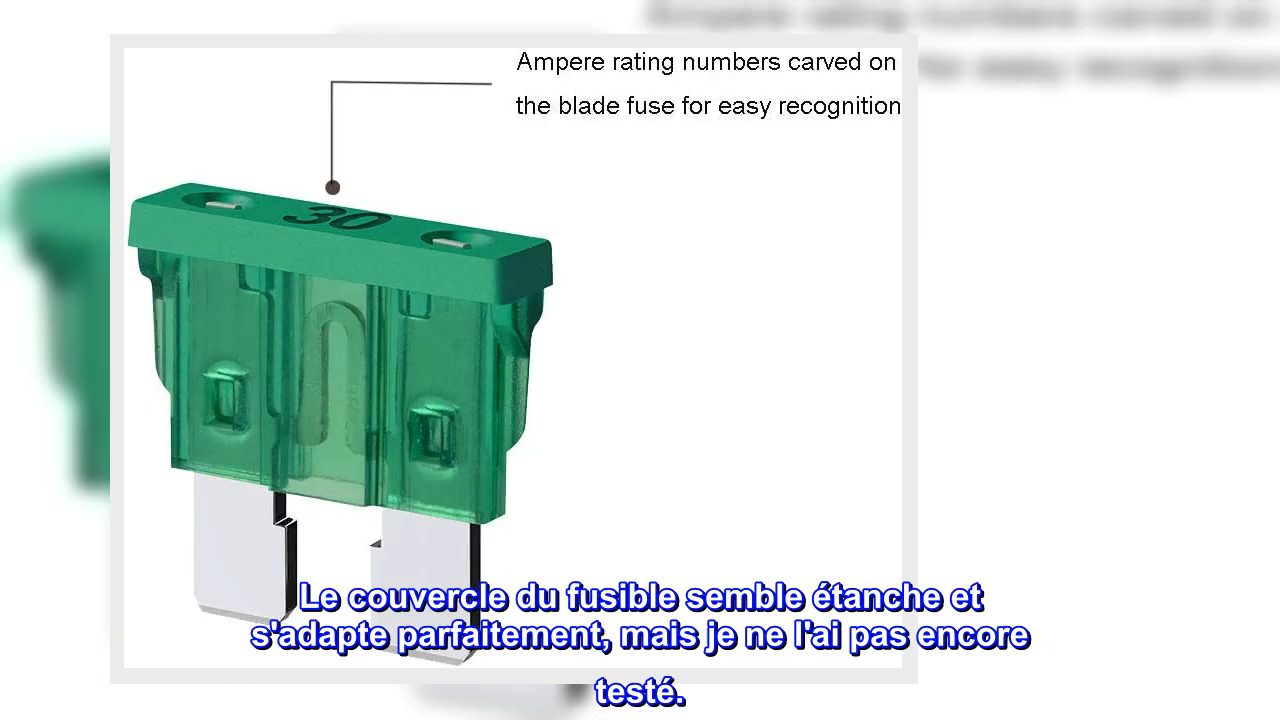 Ampere rating numbers carved on
the blade fuse for easy recognition
30
Le couvercle du fusible semble étanche et
s'adapte parfaitement, mais je ne l'ai pas encore
testé.